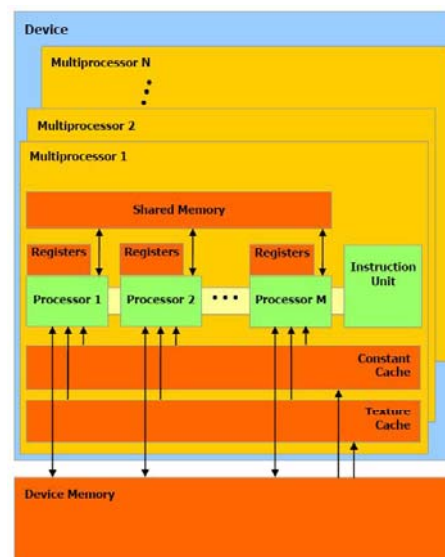 Device
Multiprocessor N
Multiprocessor 2
Multiprocessor 1
Shared Memory
Registers
Registers
Registers
Processor 1
Processor 2
Processor M
Instruction
Unit
Constant
Cache
Texture
Cache
Device Memory